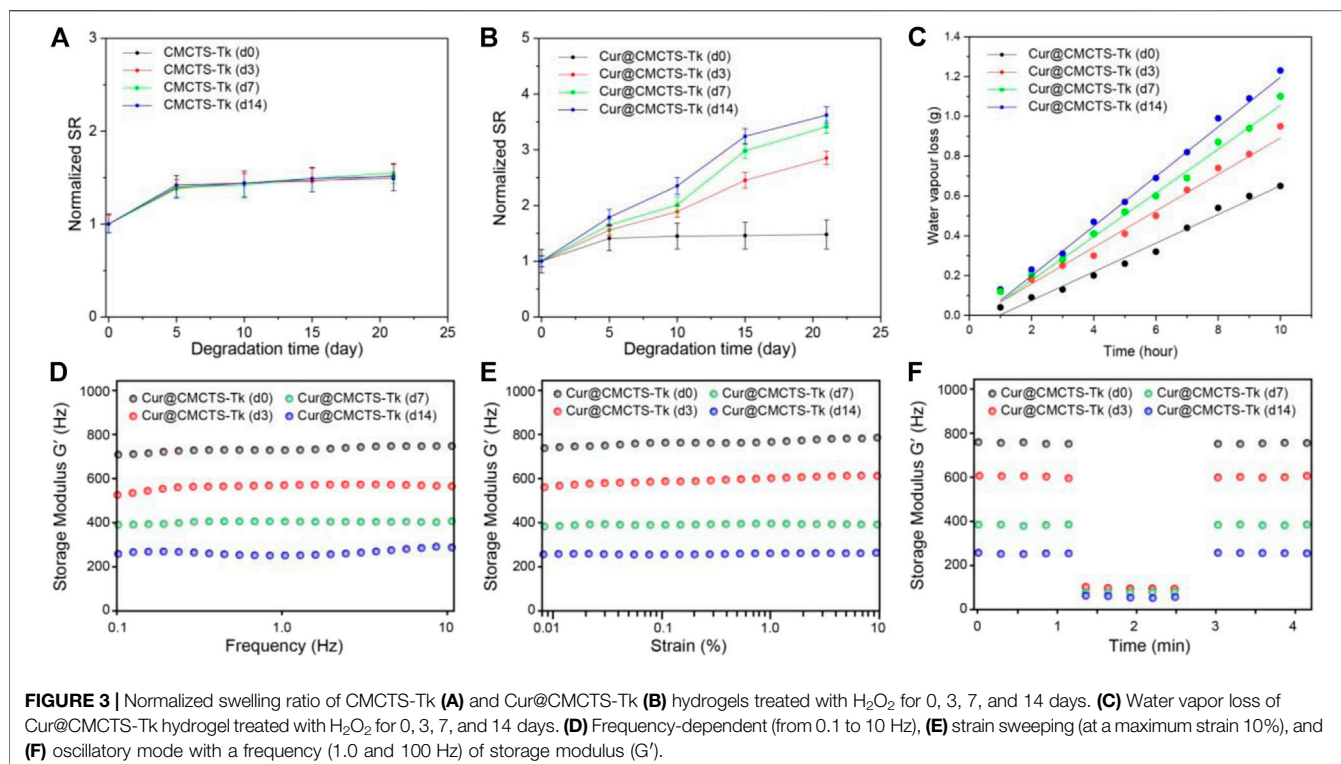 A
Normalized SR
3
2
1
0
CMCTS-Tk (d0)
CMCTS-Tk (d3)
CMCTS-Tk (d7)
CMCTS-Tk (d14)
0 5 10 15 20 25
Degradation time (day)
B
Normalized SR
5
4
3
2
1
0
Cur@CMCTS-Tk (d0)
Cur@CMCTS-Tk (d3)
Cur@CMCTS-Tk (d7)
Cur@CMCTS-Tk (d14)
0 5 10 15 20 25
Degradation time (day)
C
Water vapour loss (g)
1.4
1.2
1.0
0.8
0.6
0.4
0.2
0.0
Cur@CMCTS-Tk (d0)
Cur@CMCTS-Tk (d3)
Cur@CMCTS-Tk (d7)
Cur@CMCTS-Tk (d14)
2 4 6 8 10
Time (hour)
D
Storage Modulus G′ (Hz)
1000
800
600
400
200
0
Cur@CMCTS-Tk (d0) Cur@CMCTS-Tk (d7)
Cur@CMCTS-Tk (d3) Cur@CMCTS-Tk (d14)
0.1 1.0 10
Frequency (Hz)
E
Storage Modulus G′ (Hz)
1000
800
600
400
200
0
Cur@CMCTS-Tk (d0) Cur@CMCTS-Tk (d7)
Cur@CMCTS-Tk (d3) Cur@CMCTS-Tk (d14)
0.01 0.1 1.0 10
Strain (%)
F
Storage Modulus G′ (Hz)
1000
800
600
400
200
0
Cur@CMCTS-Tk (d0) Cur@CMCTS-Tk (d7)
Cur@CMCTS-Tk (d3) Cur@CMCTS-Tk (d14)
0 1 2 3 4
Time (min)
FIGURE 3 | Normalized swelling ratio of CMCTS-Tk (A) and Cur@CMCTS-Tk (B) hydrogels treated with H₂O₂ for 0, 3, 7, and 14 days. (C) Water vapor loss of
Cur@CMCTS-Tk hydrogel treated with H₂O₂ for 0, 3, 7, and 14 days. (D) Frequency-dependent (from 0.1 to 10 Hz), (E) strain sweeping (at a maximum strain 10%), and
(F) oscillatory mode with a frequency (1.0 and 100 Hz) of storage modulus (G′).